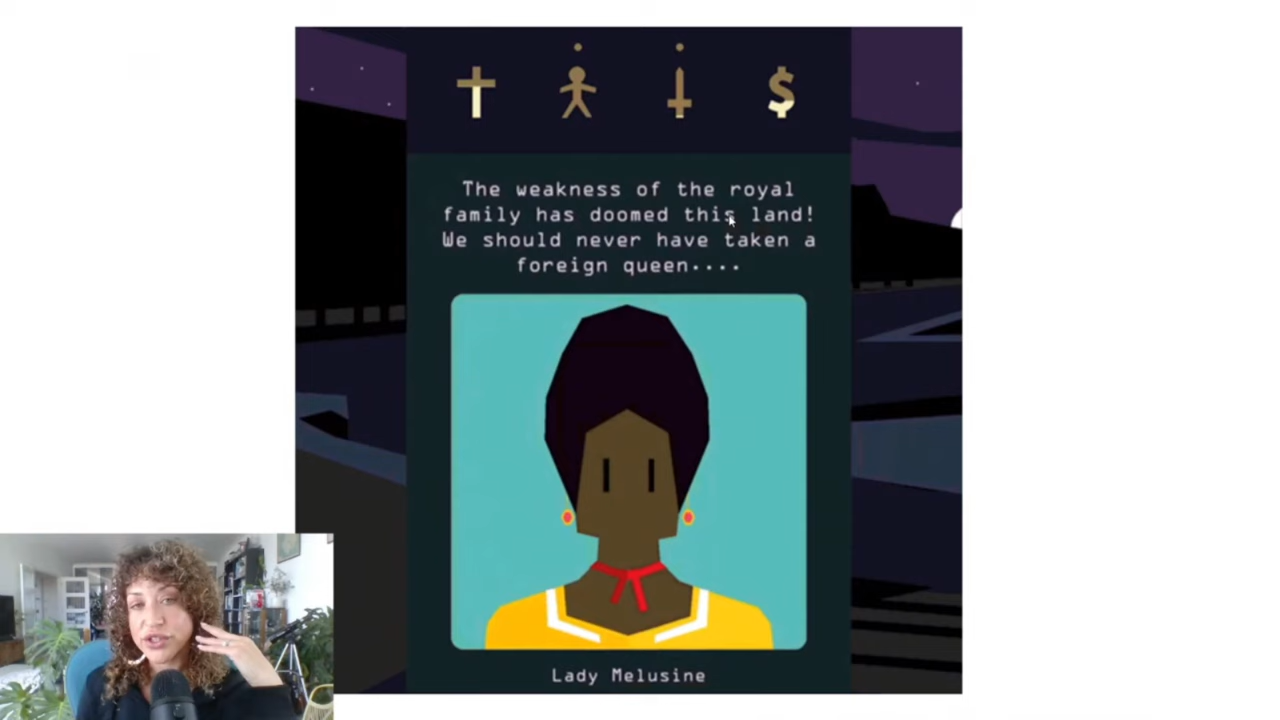 The weakness of the royal
family has doomed this land!
We should never have taken a
foreign queen....
Lady Melusine